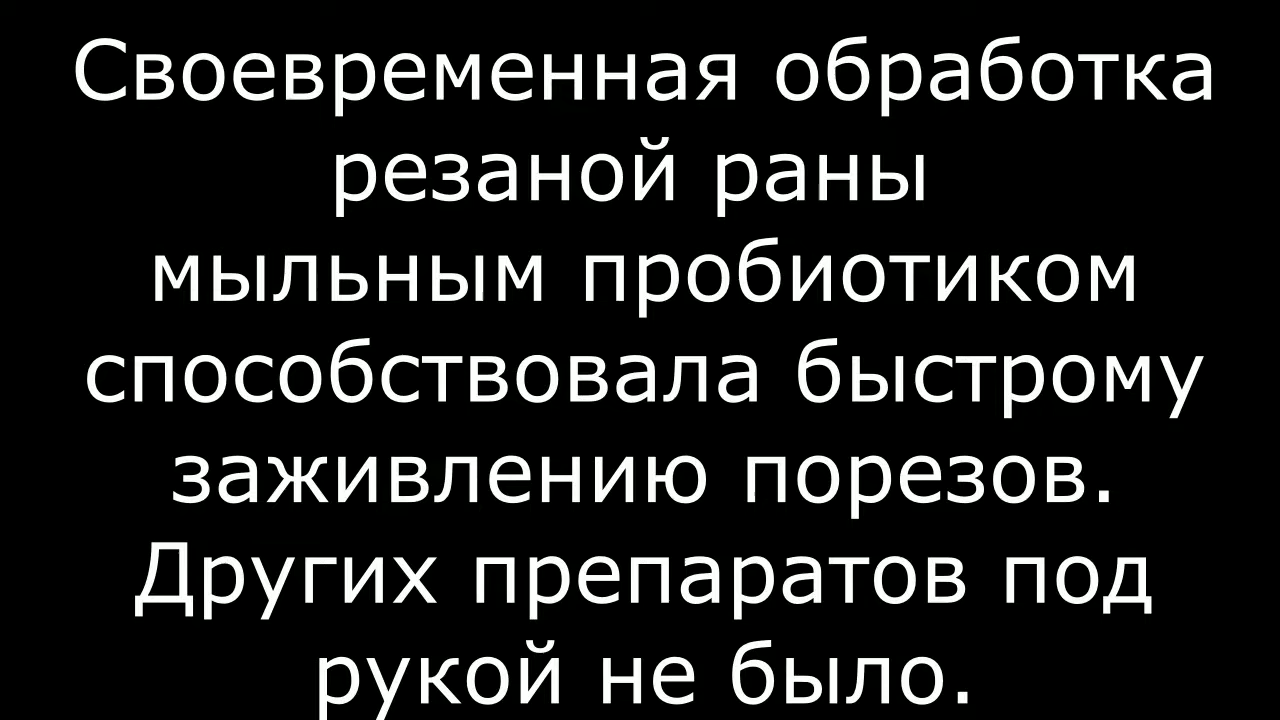 Своевременная обработка
резаной раны
мыльным пробиотиком
способствовала быстрому
заживлению порезов.
Других препаратов под
рукой не было.